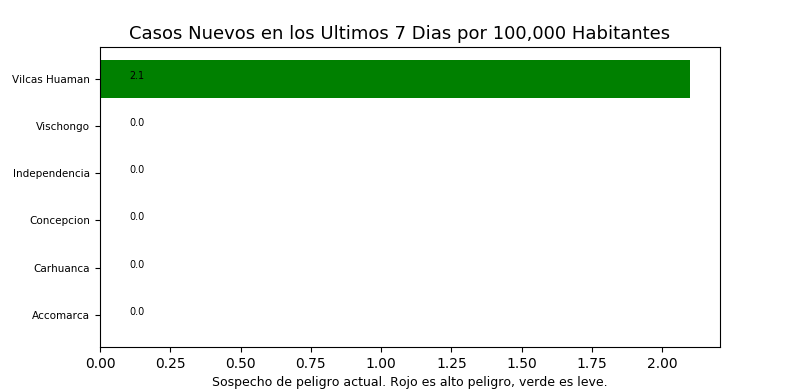 Casos Nuevos en los Ultimos 7 Dias por 100,000 Habitantes
Vilcas Huaman 2.1
Vischongo 0.0
Independencia 0.0
Concepcion 0.0
Carhuanca 0.0
Accomarca 0.0
0.00 0.25 0.50 0.75 1.00 1.25 1.50 1.75 2.00
Sospecho de peligro actual. Rojo es alto peligro, verde es leve.